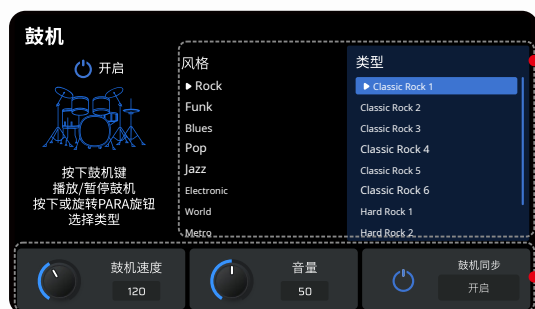 鼓机
开启
按下鼓机键
播放/暂停鼓机
按下或旋转PARA旋钮
选择类型
风格
Rock
Funk
Blues
Pop
Jazz
Electronic
World
Metro
类型
Classic Rock 1
Classic Rock 2
Classic Rock 3
Classic Rock 4
Classic Rock 5
Classic Rock 6
Hard Rock 1
Hard Rock 2
鼓机速度
120
音量
50
鼓机同步
开启